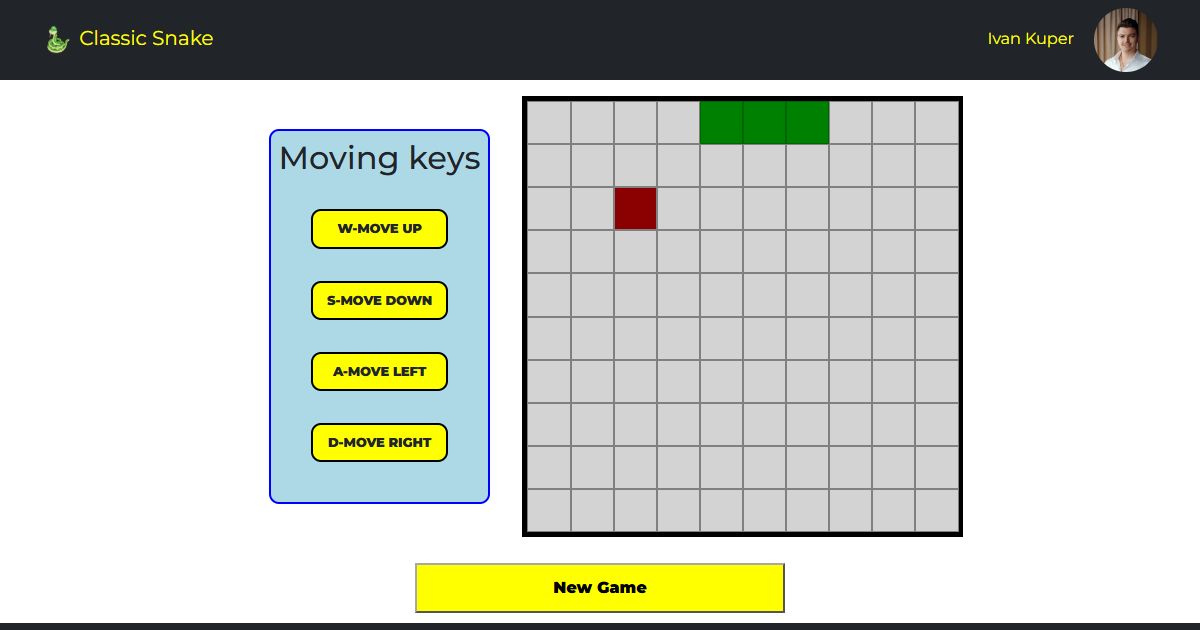 Classic Snake
Ivan Kuper
Moving keys
W-MOVE UP
S-MOVE DOWN
A-MOVE LEFT
D-MOVE RIGHT
New Game